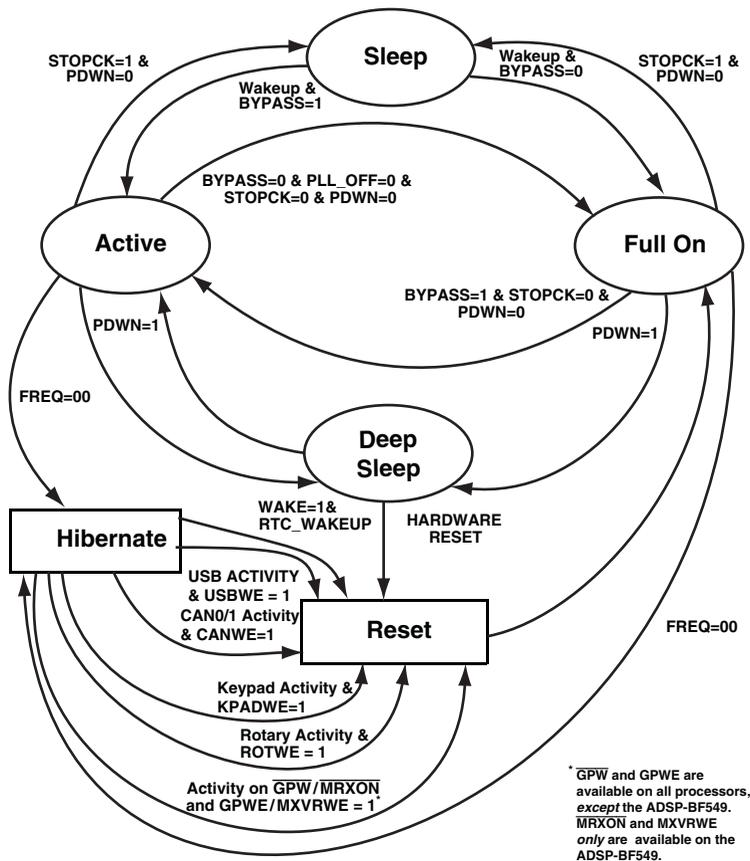 Sleep
STOPCK=1 &
PDWN=0
Wakeup &
BYPASS=1
Wakeup &
BYPASS=0
STOPCK=1 &
PDWN=0
BYPASS=0 & PLL_OFF=0 &
STOPCK=0 & PDWN=0
Active
Full On
BYPASS=1 & STOPCK=0 &
PDWN=0
PDWN=1
PDWN=1
FREQ=00
Deep
Sleep
WAKE=1&
RTC_WAKEUP
HARDWARE
RESET
Hibernate
USB ACTIVITY
& USBWE = 1
CAN0/1 Activity
& CANWE=1
Reset
FREQ=00
Keypad Activity &
KPADWE=1
Rotary Activity &
ROTWE = 1
Activity on GPW/MRXON
and GPWE/MXVRWE = 1*
* GPW and GPWE are
available on all processors,
except the ADSP-BF549.
MRXON and MXVRWE
only are available on the
ADSP-BF549.